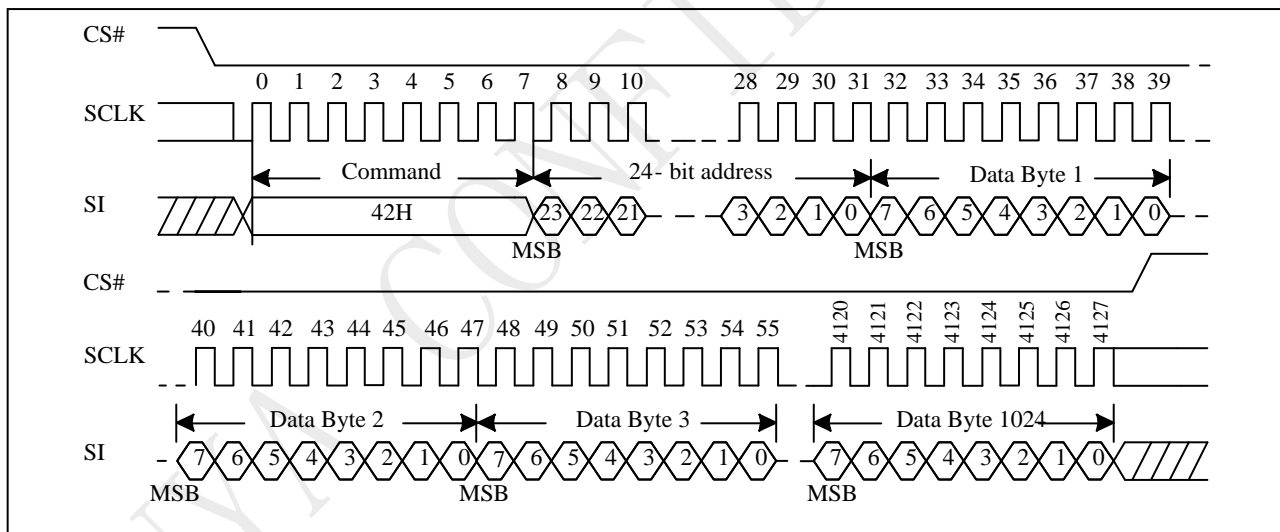 CS#
0 1 2 3 4 5 6 7 8 9 10 28 29 30 31 32 33 34 35 36 37 38 39
SCLK
Command 24- bit address Data Byte 1
SI 42H 23 22 21 3 2 1 0 7 6 5 4 3 2 1 0
MSB MSB
CS#
40 41 42 43 44 45 46 47 48 49 50 51 52 53 54 55 4120 4121 4122 4123 4124 4125 4126 4127
SCLK
Data Byte 2 Data Byte 3 Data Byte 1024
SI 7 6 5 4 3 2 1 0 7 6 5 4 3 2 1 0 7 6 5 4 3 2 1 0
MSB MSB MSB